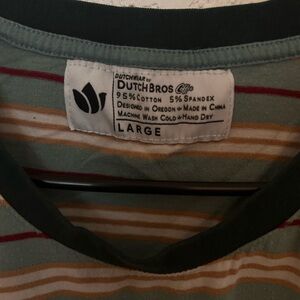 DUTCHWEAR BY
DUTCHBROS Coffee
95% COTTON 5% SPANDEX
DESIGNED IN OREGON • MADE IN CHINA
MACHINE WASH COLD • HAND DRY
LARGE